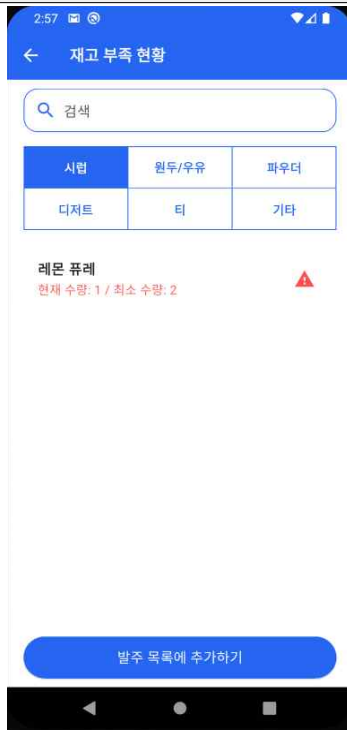 2:57
재고 부족 현황
검색
시럽 원두/우유 파우더
디저트 티 기타
레몬 퓨레
현재 수량: 1 / 최소 수량: 2
발주 목록에 추가하기